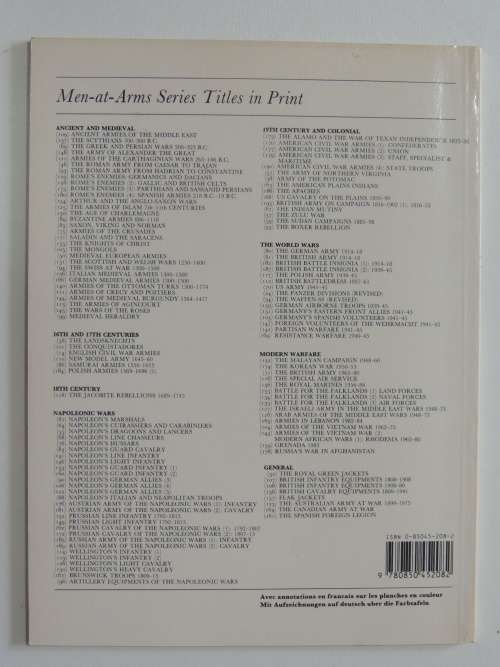 Men-at-Arms Series Titles in Print
ANCIENT AND MEDIEVAL
ANCIENT ARMIES OF THE MIDDLE EAST
THE SCYTHIANS 700-300 B.C.
THE GREEK AND PERSIAN WARS 500-323 B.C.
THE ARMY OF ALEXANDER THE GREAT
ARMIES OF THE CARTHAGINIAN WARS 265-146 B.C.
THE ROMAN ARMY FROM CAESAR TO TRAJAN
THE ROMAN ARMY FROM HADRIAN TO CONSTANTINE
ROME'S ENEMIES: GERMANICS AND DACIANS
ROME'S ENEMIES (2): GALLIC AND BRITISH CELTS
ROME'S ENEMIES (3): PARTHIANS AND SASSANID PERSIANS
ROME'S ENEMIES (4): SPANISH ARMIES 218 B.C.-19 B.C.
ARTHUR AND THE ANGLO-SAXON WARS
THE ARMIES OF ISLAM 7th-11th CENTURIES
THE AGE OF CHARLEMAGNE
BYZANTINE ARMIES 886-1118
SAXON, VIKING AND NORMAN
ARMIES OF THE CRUSADES
SALADIN AND THE SARACENS
THE KNIGHTS OF CHRIST
THE MONGOLS
MEDIEVAL EUROPEAN ARMIES
THE SCOTTISH AND WELSH WARS 1250-1400
THE SWISS AT WAR 1300-1500
ITALIAN MEDIEVAL ARMIES 1300-1500
GERMAN MEDIEVAL ARMIES 1300-1500
ARMIES OF THE OTTOMAN TURKS 1300-1774
ARMIES OF CRECY AND POITIERS
ARMIES OF MEDIEVAL BURGUNDY 1364-1477
THE ARMIES OF AGINCOURT
THE WARS OF THE ROSES
MEDIEVAL HERALDRY
16TH AND 17TH CENTURIES
THE LANDSKNECHTS
THE CONQUISTADORES
ENGLISH CIVIL WAR ARMIES
NEW MODEL ARMY 1645-60
SAMURAI ARMIES 1550-1615
POLISH ARMIES 1569-1696 (1)
18TH CENTURY
(118) THE JACOBITE REBELLIONS 1689-1745
NAPOLEONIC WARS
NAPOLEON'S MARSHALS
NAPOLEON'S CUIRASSIERS AND CARABINIERS
NAPOLEON'S DRAGOONS AND LANCERS
NAPOLEON'S LINE CHASSEURS
NAPOLEON'S HUSSARS
NAPOLEON'S GUARD CAVALRY
NAPOLEON'S LINE INFANTRY
NAPOLEON'S LIGHT INFANTRY
NAPOLEON'S GUARD INFANTRY (1)
NAPOLEON'S GUARD INFANTRY (2)
NAPOLEON'S GERMAN ALLIES (3)
NAPOLEON'S GERMAN ALLIES (4)
NAPOLEON'S GERMAN ALLIES (5)
NAPOLEON'S ITALIAN AND NEAPOLITAN TROOPS
AUSTRIAN ARMY OF THE NAPOLEONIC WARS (1): INFANTRY
AUSTRIAN ARMY OF THE NAPOLEONIC WARS (2): CAVALRY
PRUSSIAN LINE INFANTRY 1792-1815
PRUSSIAN LIGHT INFANTRY 1792-1815
PRUSSIAN CAVALRY OF THE NAPOLEONIC WARS (1): 1792-1807
PRUSSIAN CAVALRY OF THE NAPOLEONIC WARS (2): 1807-15
RUSSIAN ARMY OF THE NAPOLEONIC WARS (1): INFANTRY
RUSSIAN ARMY OF THE NAPOLEONIC WARS (2): CAVALRY
WELLINGTON'S INFANTRY (1)
WELLINGTON'S INFANTRY (2)
WELLINGTON'S LIGHT CAVALRY
WELLINGTON'S HEAVY CAVALRY
BRUNSWICK TROOPS 1809-15
ARTILLERY EQUIPMENTS OF THE NAPOLEONIC WARS
19TH CENTURY AND COLONIAL
THE ALAMO AND THE WAR OF TEXAN INDEPENDENCE 1835-36
AMERICAN CIVIL WAR ARMIES (1): CONFEDERATES
AMERICAN CIVIL WAR ARMIES (2): UNION
AMERICAN CIVIL WAR ARMIES (3): STAFF, SPECIALIST &
MARITIME
AMERICAN CIVIL WAR ARMIES (4): STATE TROOPS
THE ARMY OF NORTHERN VIRGINIA
ARMY OF THE POTOMAC
THE AMERICAN PLAINS INDIANS
THE APACHES
US CAVALRY ON THE PLAINS 1850-90
BRITISH ARMY ON CAMPAIGN 1816-1902 (1): 1816-53
THE INDIAN MUTINY
THE ZULU WAR
THE SUDAN CAMPAIGNS 1881-98
THE BOXER REBELLION
THE WORLD WARS
THE GERMAN ARMY 1914-18
THE BRITISH ARMY 1914-18
BRITISH BATTLE INSIGNIA (1): 1914-18
BRITISH BATTLE INSIGNIA (2): 1939-45
THE POLISH ARMY 1939-45
BRITISH BATTLEDRESS 1937-61
US ARMY 1941-45
THE PANZER DIVISIONS (REVISED)
THE WAFFEN-SS (REVISED)
GERMAN AIRBORNE TROOPS 1939-45
GERMANY'S EASTERN FRONT ALLIES 1941-45
GERMANY'S SPANISH VOLUNTEERS 1941-45
FOREIGN VOLUNTEERS OF THE WEHRMACHT 1941-45
PARTISAN WARFARE 1941-45
RESISTANCE WARFARE 1940-45
MODERN WARFARE
THE MALAYAN CAMPAIGN 1948-60
THE KOREAN WAR 1950-53
THE BRITISH ARMY 1965-80
THE SPECIAL AIR SERVICE
THE ROYAL MARINES 1956-84
BATTLE FOR THE FALKLANDS (1) LAND FORCES
BATTLE FOR THE FALKLANDS (2) NAVAL FORCES
BATTLE FOR THE FALKLANDS (3) AIR FORCES
THE ISRAELI ARMY IN THE MIDDLE EAST WARS 1948-73
ARAB ARMIES OF THE MIDDLE EAST WARS 1948-73
ARMIES IN LEBANON 1982-84
ARMIES OF THE VIETNAM WAR 1962-75
ARMIES OF THE VIETNAM WAR (2)
MODERN AFRICAN WARS (1): RHODESIA 1965-80
GRENADA 1983
RUSSIA'S WAR IN AFGHANISTAN
GENERAL
THE ROYAL GREEN JACKETS
BRITISH INFANTRY EQUIPMENTS 1808-1908
BRITISH INFANTRY EQUIPMENTS 1908-80
BRITISH CAVALRY EQUIPMENTS 1800-1941
FLAK JACKETS
THE AUSTRALIAN ARMY AT WAR 1899-1975
THE CANADIAN ARMY AT WAR
THE SPANISH FOREIGN LEGION
ISBN 0-85045-208-2
9 780850 452082
Avec annotations en francais sur les planches en couleur
Mit Aufzeichnungen auf deutsch uber die Farbtafeln